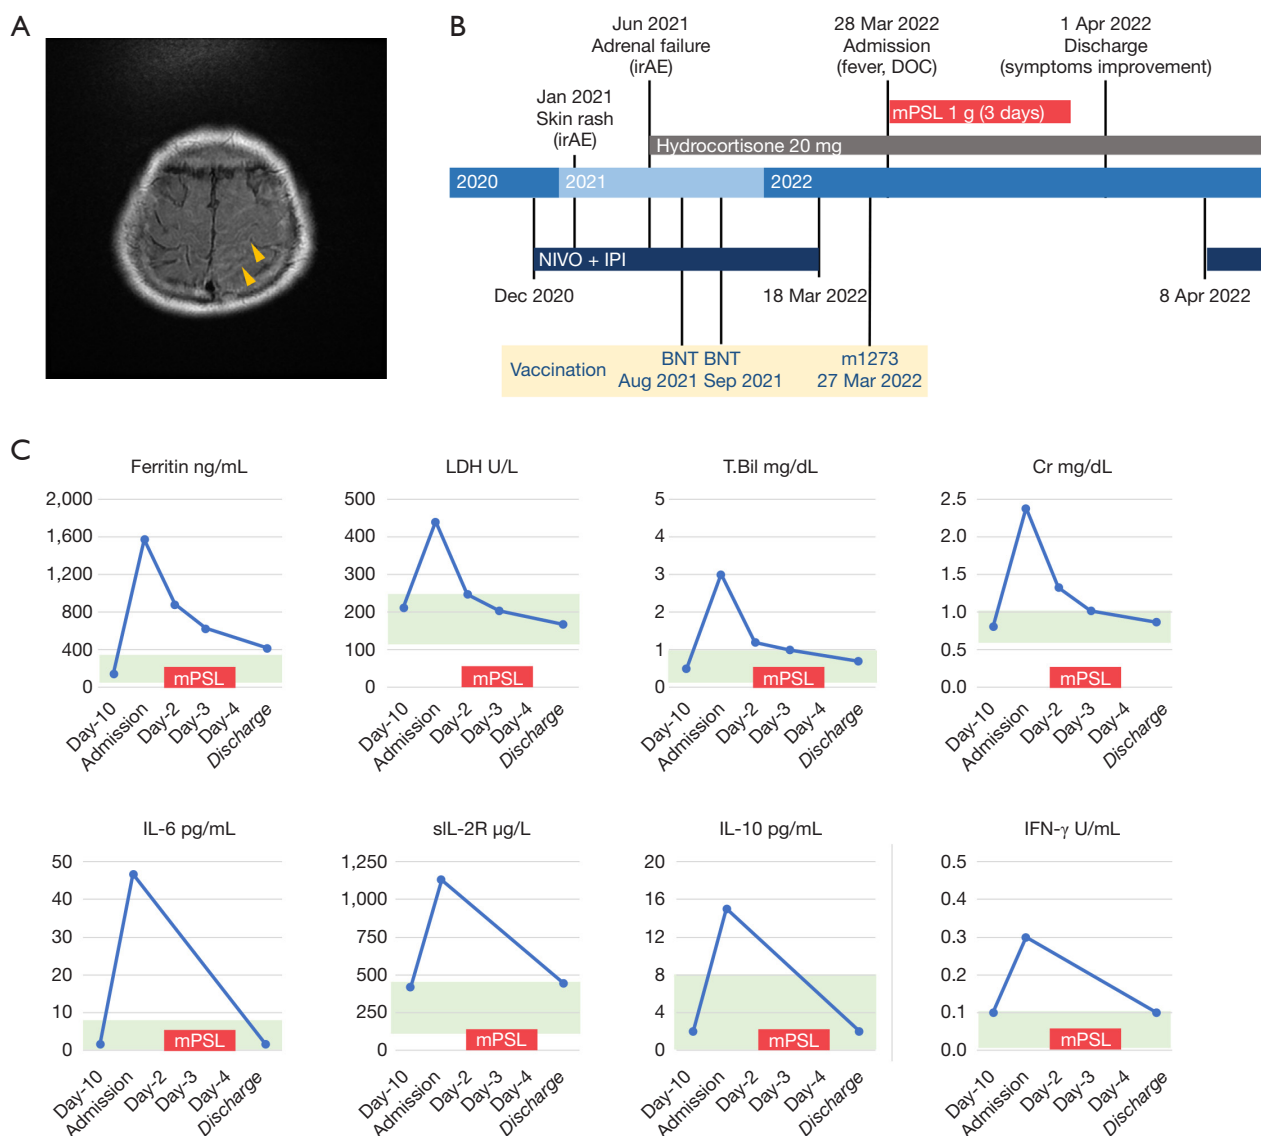 A
B
Jun 2021
Adrenal failure
(irAE)
28 Mar 2022
Admission
(fever, DOC)
1 Apr 2022
Discharge
(symptoms improvement)
Jan 2021
Skin rash
(irAE)
mPSL 1 g (3 days)
Hydrocortisone 20 mg
2020
2021
2022
NIVO + IPI
Dec 2020
18 Mar 2022
8 Apr 2022
Vaccination
BNT
Aug 2021
BNT
Sep 2021
m1273
27 Mar 2022
C
Ferritin ng/mL
2,000
1,600
1,200
800
400
0
mPSL
Day-10
Admission
Day-2
Day-3
Day-4
Discharge
LDH U/L
500
400
300
200
100
0
mPSL
Day-10
Admission
Day-2
Day-3
Day-4
Discharge
T.Bil mg/dL
5
4
3
2
1
0
mPSL
Day-10
Admission
Day-2
Day-3
Day-4
Discharge
Cr mg/dL
2.5
2.0
1.5
1.0
0.5
0.0
mPSL
Day-10
Admission
Day-2
Day-3
Day-4
Discharge
IL-6 pg/mL
50
40
30
20
10
0
mPSL
Day-10
Admission
Day-2
Day-3
Day-4
Discharge
sIL-2R μg/L
1,250
1,000
750
500
250
0
mPSL
Day-10
Admission
Day-2
Day-3
Day-4
Discharge
IL-10 pg/mL
20
16
12
8
4
0
mPSL
Day-10
Admission
Day-2
Day-3
Day-4
Discharge
IFN-γ U/mL
0.5
0.4
0.3
0.2
0.1
0.0
mPSL
Day-10
Admission
Day-2
Day-3
Day-4
Discharge